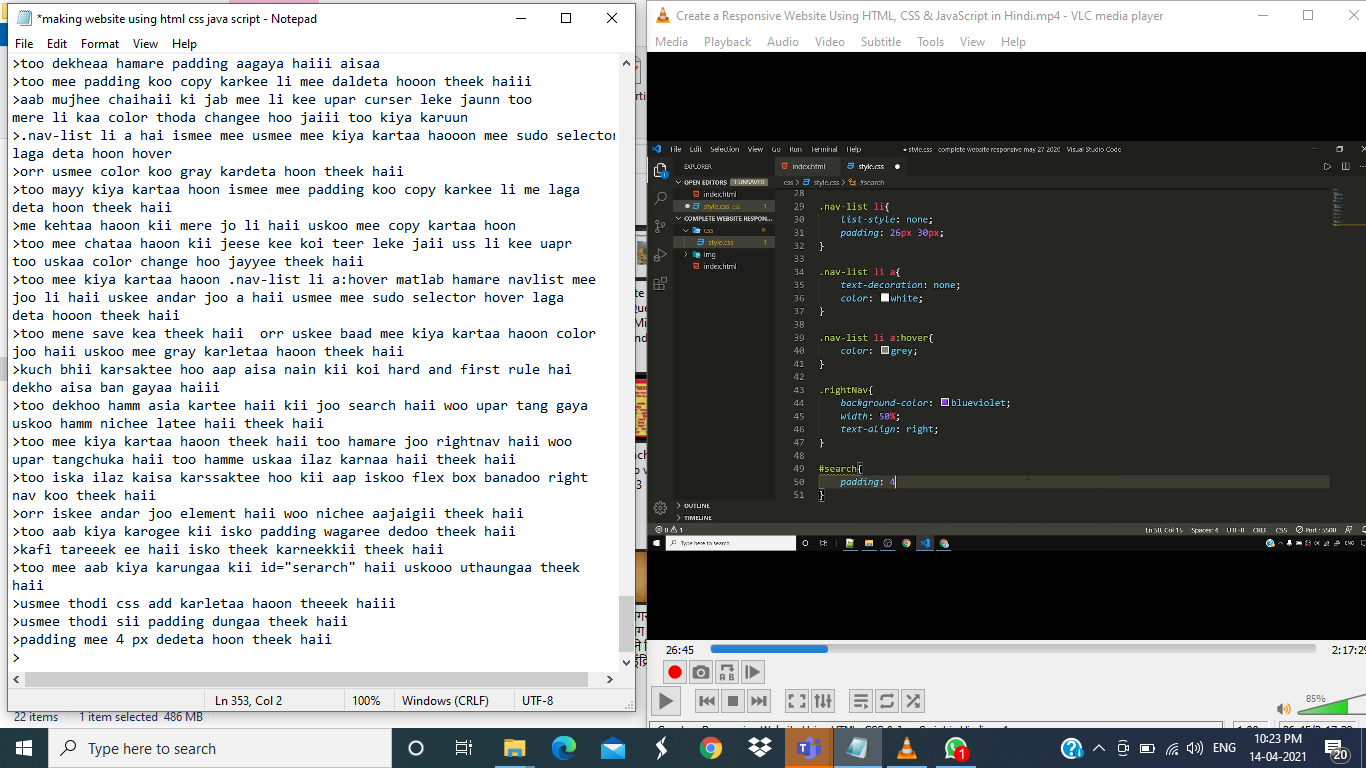 *making website using html css java script - Notepad
File Edit Format View Help
>too dekheaa hamare padding aagaya haiii aisaa
>too mee padding koo copy karkee li mee daldeta hooon theek haiii
>aab mujhee chaihaii ki jab mee li kee upar curser leke jaunn too
mere li kaa color thoda changee hoo jaiii too kiya karuun
>.nav-list li a hai ismee mee usmee mee kiya kartaa haooon mee sudo selector
laga deta hoon hover
>orr usmee color koo gray kardeta hoon theek haii
>too mayy kiya kartaa hoon ismee mee padding koo copy karkee li me laga
deta hoon theek haii
>me kehtaa haoon kii mere jo li haii uskoo mee copy kartaa hoon
>too mee chataa haoon kii jeese kee koi teer leke jaii uss li kee uapr
too uskaa color change hoo jayyee theek haii
>too mee kiya kartaa haoon .nav-list li a:hover matlab hamare navlist mee
joo li haii uskee andar joo a haii usmee mee sudo selector hover laga
deta hooon theek haii
>too mene save kea theek haii  orr uskee baad mee kiya kartaa haoon color
joo haii uskoo mee gray karletaa haoon theek haii
>kuch bhii karsaktee hoo aap aisa nain kii koi hard and first rule hai
dekho aisa ban gayaa haiii
>too dekhoo hamm asia kartee haii kii joo search haii woo upar tang gaya
uskoo hamm nichee latee haii theek haii
>too mee kiya kartaa haoon theek haii too hamare joo rightnav haii woo
upar tangchuka haii too hamme uskaa ilaz karnaa haii theek haii
>too iska ilaz kaisa karssaktee hoo kii aap iskoo flex box banadoo right
nav koo theek haii
>orr iskee andar joo element haii woo nichee aajaigii theek haii
>too aab kiya karogee kii isko padding wagaree dedoo theek haii
>kafi tareeek ee haii isko theek karneekkii theek haii
>too mee aab kiya karungaa kii id="serarch" haii uskooo uthaungaa theek
haii
>usmee thodi css add karletaa haoon theeek haiii
>usmee thodi sii padding dungaa theek haii
>padding mee 4 px dedeta hoon theek haii
>
Ln 353, Col 2 100% Windows (CRLF) UTF-8
22 items 1 item selected 486 MB
Create a Responsive Website Using HTML, CSS & JavaScript in Hindi.mp4 - VLC media player
Media Playback Audio Video Subtitle Tools View Help
File Edit Selection View Go Run Terminal Help
● style.css - complete website responsive may 27 2020 - Visual Studio Code
EXPLORER
OPEN EDITORS 1 UNSAVED
index.html
style.css css 1
COMPLETE WEBSITE RESPON...
css
style.css 1
img
index.html
OUTLINE
TIMELINE
index.html style.css
css > style.css > #search
28
29 .nav-list li{
30 list-style: none;
31 padding: 26px 30px;
32 }
33
34 .nav-list li a{
35 text-decoration: none;
36 color: white;
37 }
38
39 .nav-list li a:hover{
40 color: grey;
41 }
42
43 .rightNav{
44 background-color: blueviolet;
45 width: 50%;
46 text-align: right;
47 }
48
49 #search{
50 padding: 4
51 }
0 1 Ln 50, Col 15 Spaces: 4 UTF-8 CRLF CSS Port : 5500
Type here to search
ENG
26:45 2:17:29
85%
Type here to search
ENG
10:23 PM
14-04-2021
20
1